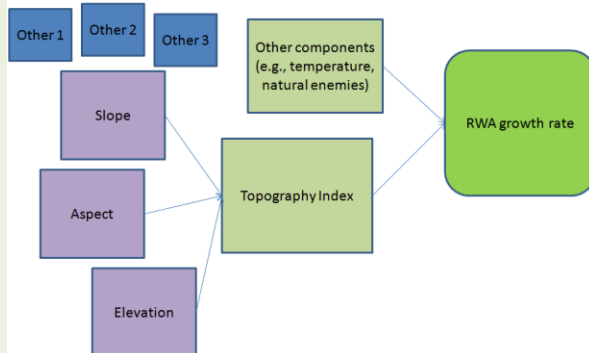 Other 1
Other 2
Other 3
Other components
(e.g., temperature,
natural enemies)
Slope
RWA growth rate
Topography Index
Aspect
Elevation